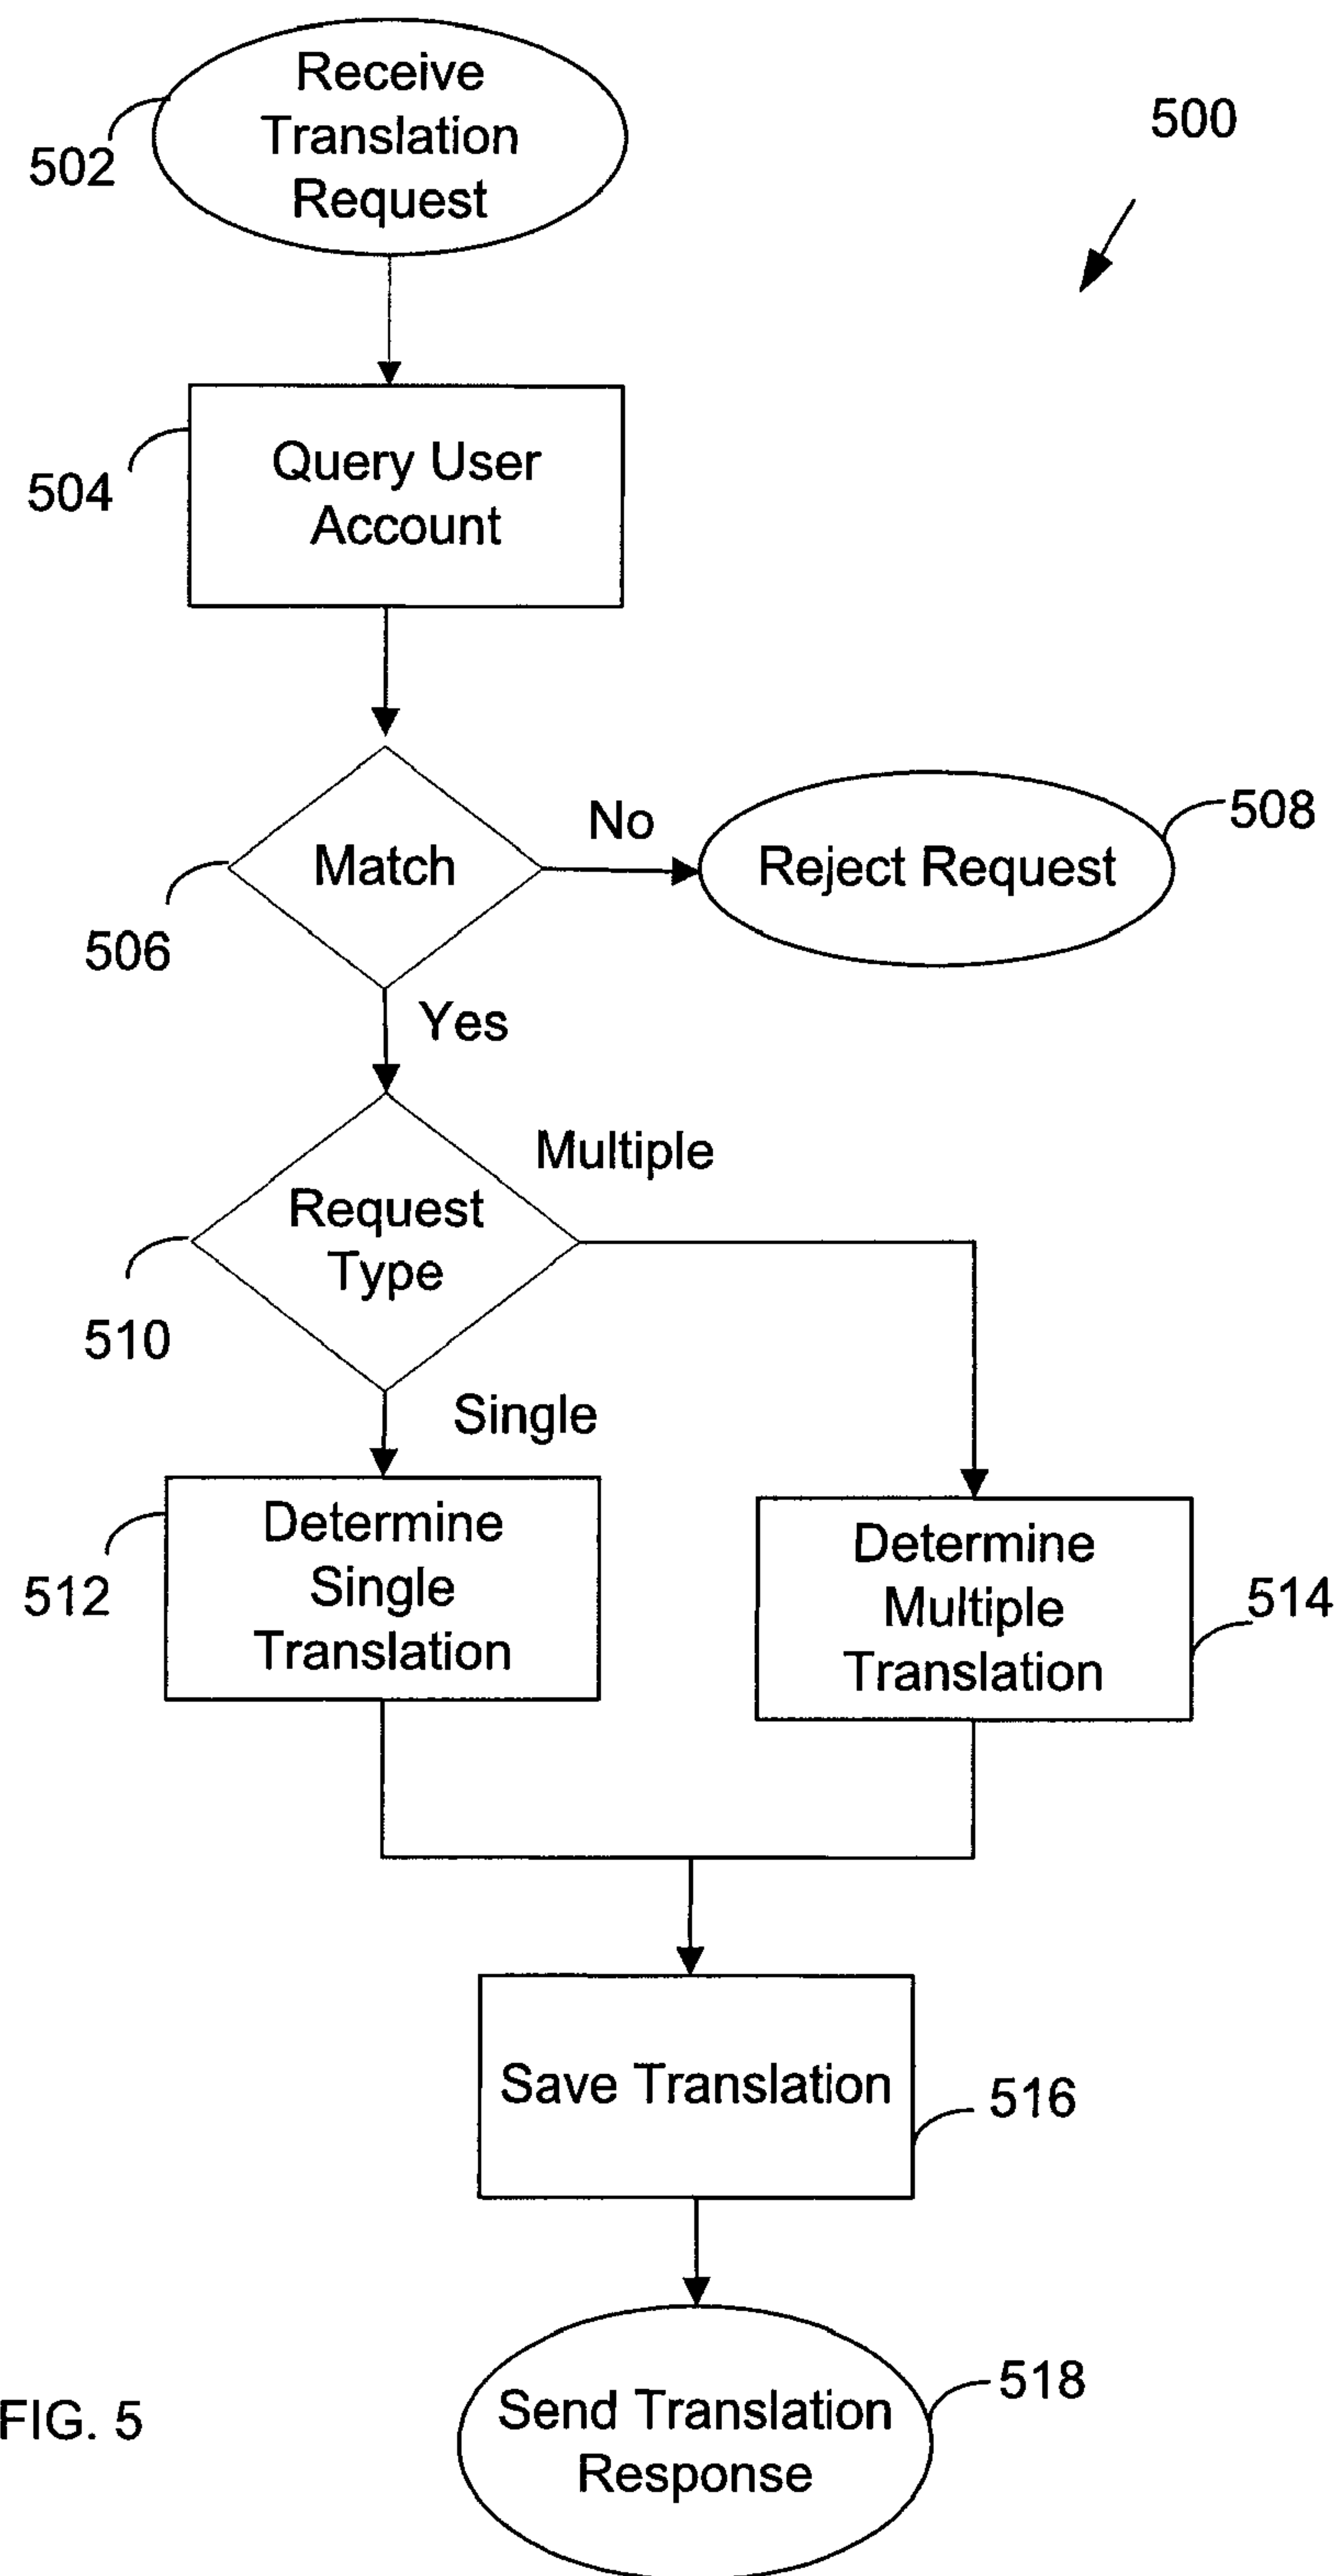 Receive
Translation
Request
502
500
Query User
Account
504
Match
506
No
Reject Request
508
Yes
Request
Type
510
Multiple
Single
Determine
Single
Translation
512
Determine
Multiple
Translation
514
Save Translation
516
Send Translation
Response
518
FIG. 5